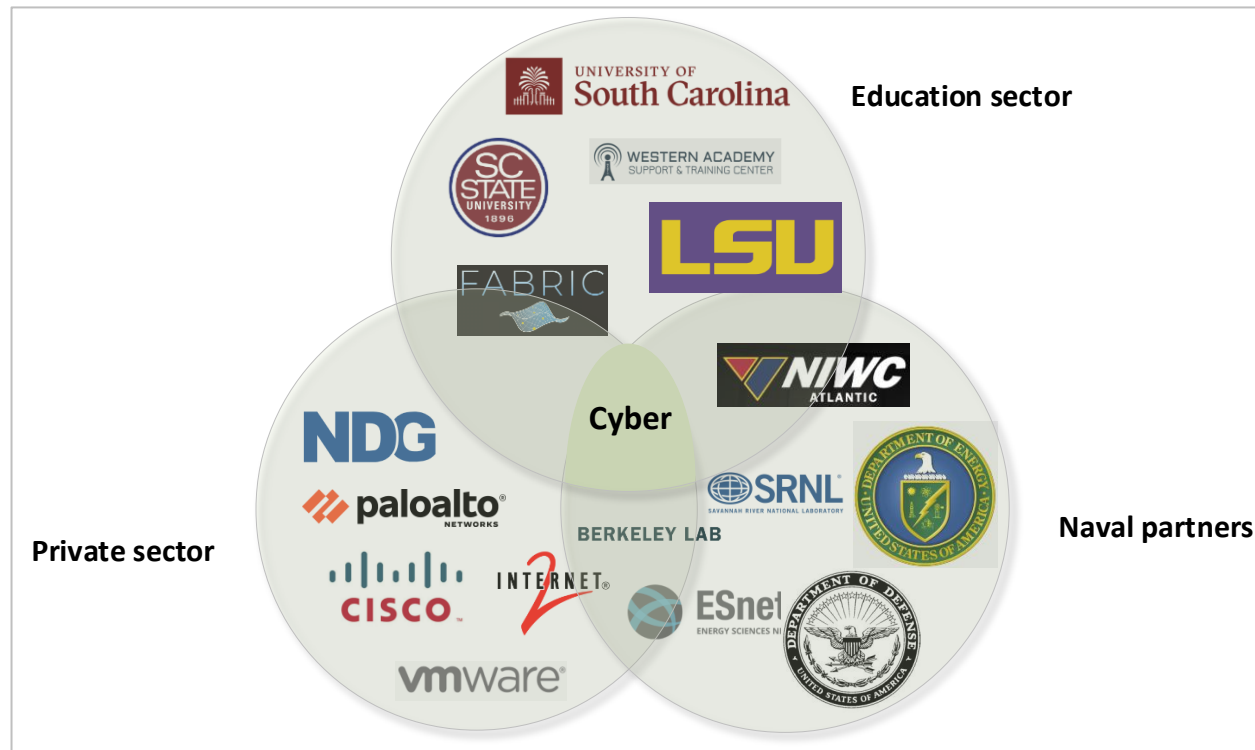 UNIVERSITY OF
South Carolina
Education sector
SC
STATE
UNIVERSITY
1896
WESTERN ACADEMY
SUPPORT & TRAINING CENTER
LSU
FABRIC
NIWC
ATLANTIC
Cyber
NDG
paloalto®
NETWORKS
SRNL®
SAVANNAH RIVER NATIONAL LABORATORY
DEPARTMENT OF ENERGY
UNITED STATES OF AMERICA
BERKELEY LAB
Private sector
Naval partners
CISCO™
INTERNET®
2
ESnet
ENERGY SCIENCES
DEPARTMENT OF DEFENSE
UNITED STATES OF AMERICA
vmware®